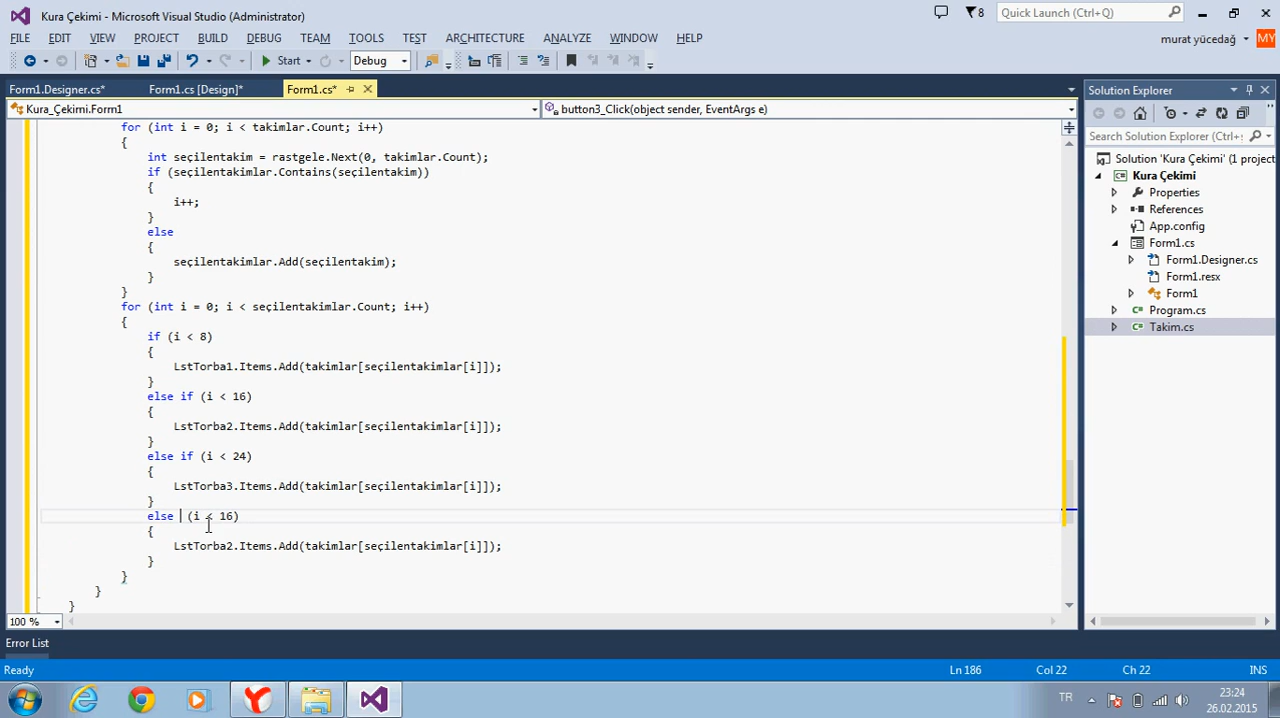 Kura Çekimi - Microsoft Visual Studio (Administrator)
8
Quick Launch (Ctrl+Q)
FILE EDIT VIEW PROJECT BUILD DEBUG TEAM TOOLS TEST ARCHITECTURE ANALYZE WINDOW HELP
murat yücedağ
MY
Start
Debug
Form1.Designer.cs*
Form1.cs [Design]*
Form1.cs*
Kura_Çekimi.Form1
button3_Click(object sender, EventArgs e)
for (int i = 0; i < takimlar.Count; i++)
{
int seçilentakim = rastgele.Next(0, takimlar.Count);
if (seçilentakimlar.Contains(seçilentakim))
{
i++;
}
else
{
seçilentakimlar.Add(seçilentakim);
}
}
for (int i = 0; i < seçilentakimlar.Count; i++)
{
if (i < 8)
{
LstTorba1.Items.Add(takimlar[seçilentakimlar[i]]);
}
else if (i < 16)
{
LstTorba2.Items.Add(takimlar[seçilentakimlar[i]]);
}
else if (i < 24)
{
LstTorba3.Items.Add(takimlar[seçilentakimlar[i]]);
}
else (i < 16)
{
LstTorba2.Items.Add(takimlar[seçilentakimlar[i]]);
}
}
}
}
100 %
Solution Explorer
Search Solution Explorer (Ctrl+;
Solution 'Kura Çekimi' (1 project
Kura Çekimi
Properties
References
App.config
Form1.cs
Form1.Designer.cs
Form1.resx
Form1
Program.cs
Takim.cs
Error List
Ready
Ln 186
Col 22
Ch 22
INS
TR
23:24
26.02.2015